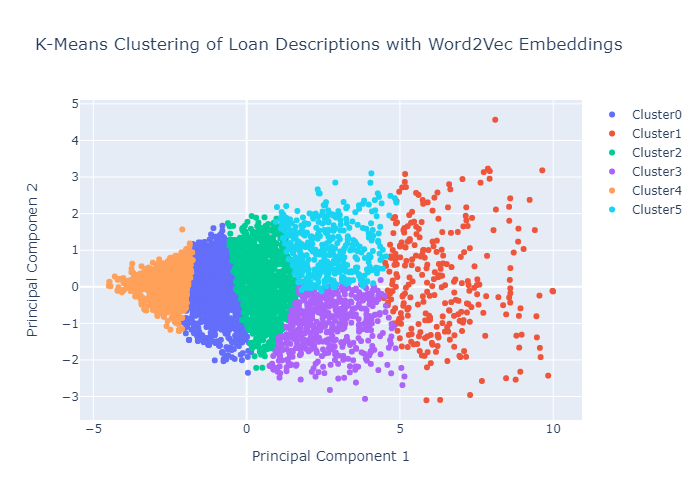 K-Means Clustering of Loan Descriptions with Word2Vec Embeddings
5
4
3
2
1
0
−1
−2
−3
Principal Componen 2
−5
0
5
10
Principal Component 1
Cluster0
Cluster1
Cluster2
Cluster3
Cluster4
Cluster5